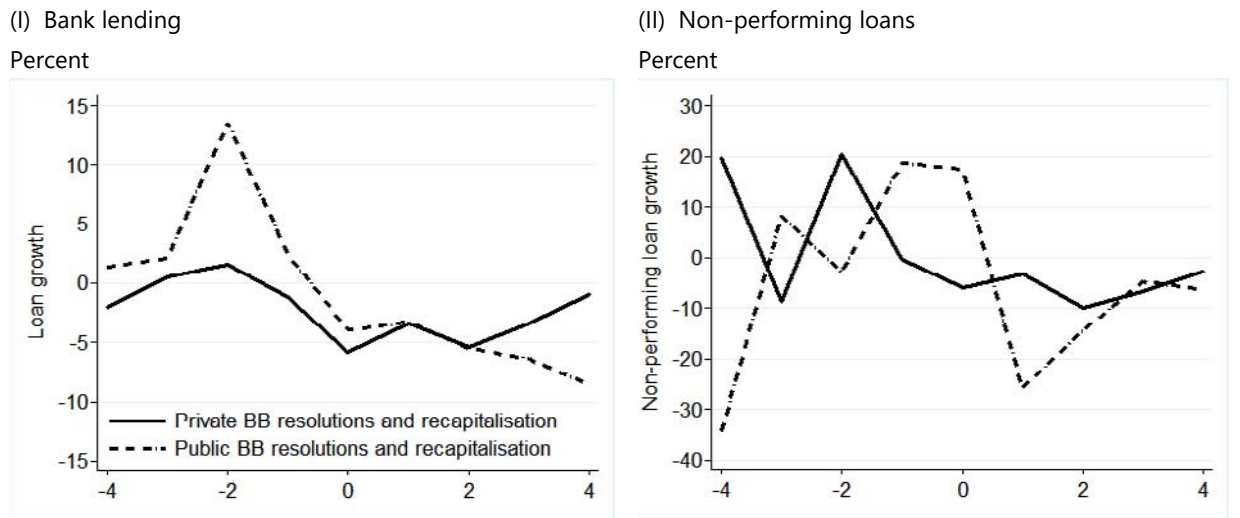 (I) Bank lending
Percent
Loan growth
15
10
5
0
-5
-10
-15
Private BB resolutions and recapitalisation
Public BB resolutions and recapitalisation
-4 -2 0 2 4
(II) Non-performing loans
Percent
Non-performing loan growth
30
20
10
0
-10
-20
-30
-40
-4 -2 0 2 4